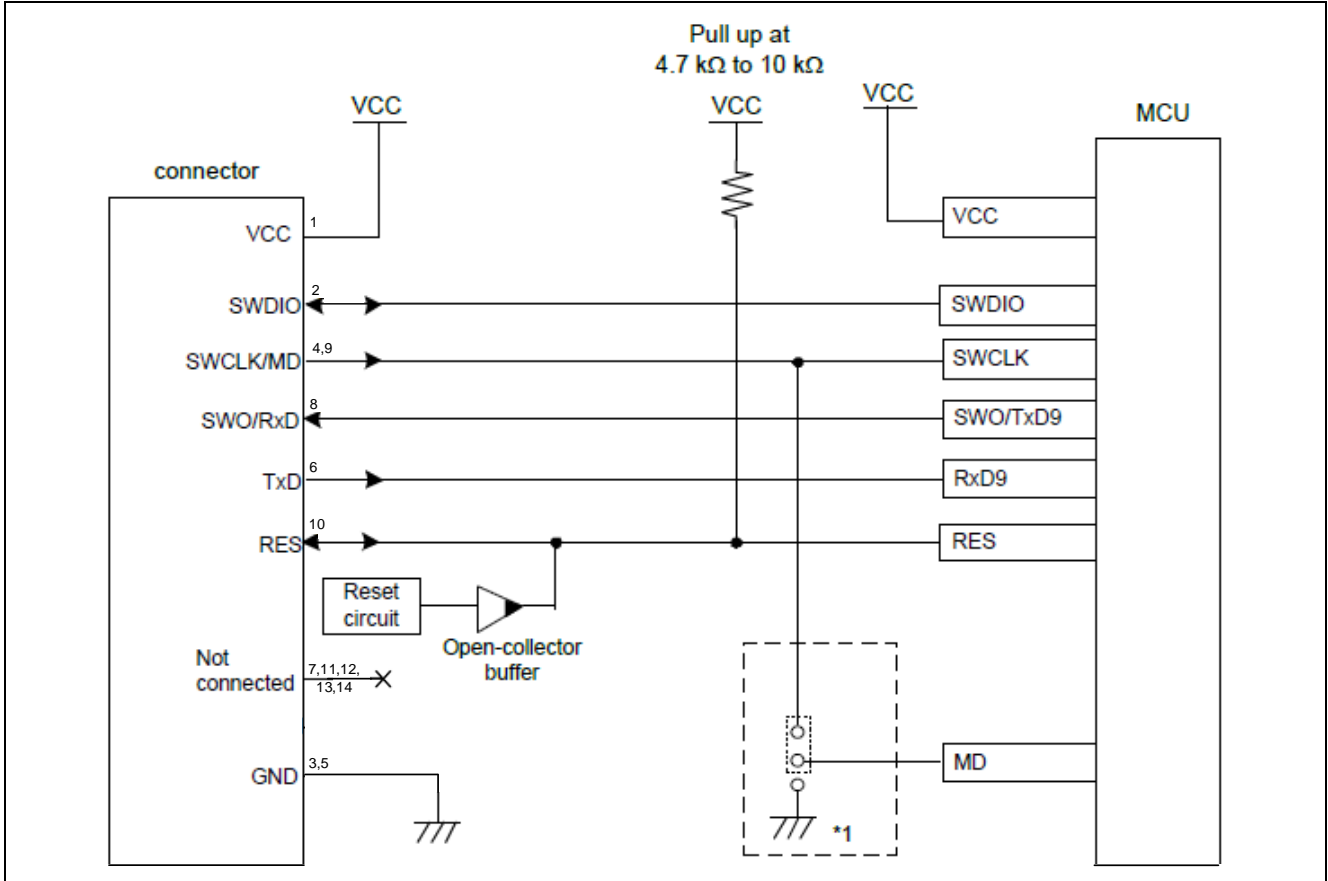 Pull up at
4.7 kΩ to 10 kΩ
VCC
VCC
VCC
MCU
connector
VCC
1
VCC
SWDIO
2
SWDIO
SWCLK/MD
4,9
SWCLK
SWO/RxD
8
SWO/TxD9
TxD
6
RxD9
RES
10
RES
Reset
circuit
Open-collector
buffer
Not
connected
7,11,12,
13,14
GND
3,5
MD
*1